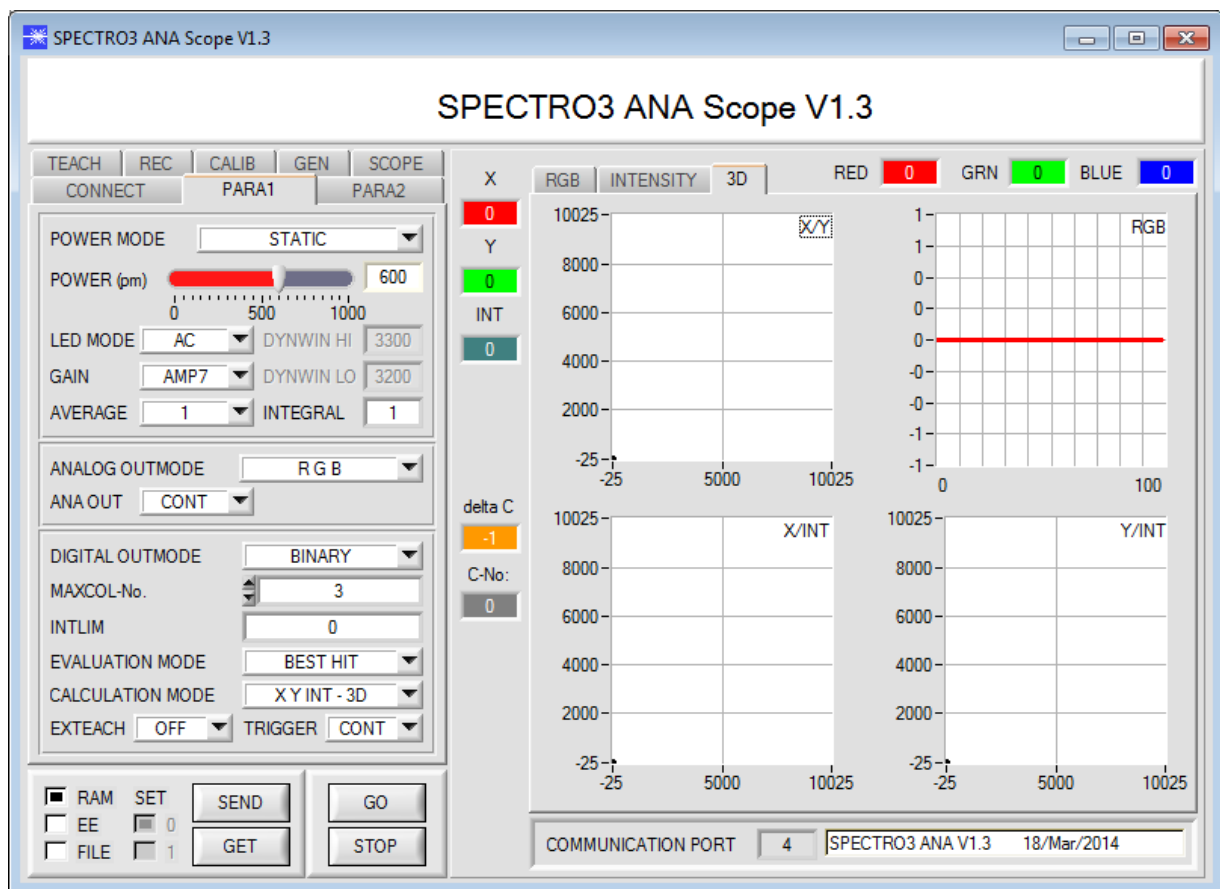 SPECTRO3 ANA Scope V1.3
SPECTRO3 ANA Scope V1.3
TEACH REC CALIB GEN SCOPE
CONNECT PARA1 PARA2
POWER MODE STATIC
POWER (pm) 600
0 500 1000
LED MODE AC DYNWIN HI 3300
GAIN AMP7 DYNWIN LO 3200
AVERAGE 1 INTEGRAL 1
ANALOG OUTMODE R G B
ANA OUT CONT
DIGITAL OUTMODE BINARY
MAXCOL-No. 3
INTLIM 0
EVALUATION MODE BEST HIT
CALCULATION MODE X Y INT - 3D
EXTEACH OFF TRIGGER CONT
RAM SET SEND GO
EE 0
FILE 1 GET STOP
X
0
Y
0
INT
0
delta C
-1
C-No:
0
RGB INTENSITY 3D RED 0 GRN 0 BLUE 0
X/Y
10025
8000
6000
4000
2000
-25
-25 5000 10025
RGB
1
1
0
0
0
-0
-0
-1
-1
0 100
X/INT
10025
8000
6000
4000
2000
-25
-25 5000 10025
Y/INT
10025
8000
6000
4000
2000
-25
-25 5000 10025
COMMUNICATION PORT 4 SPECTRO3 ANA V1.3 18/Mar/2014